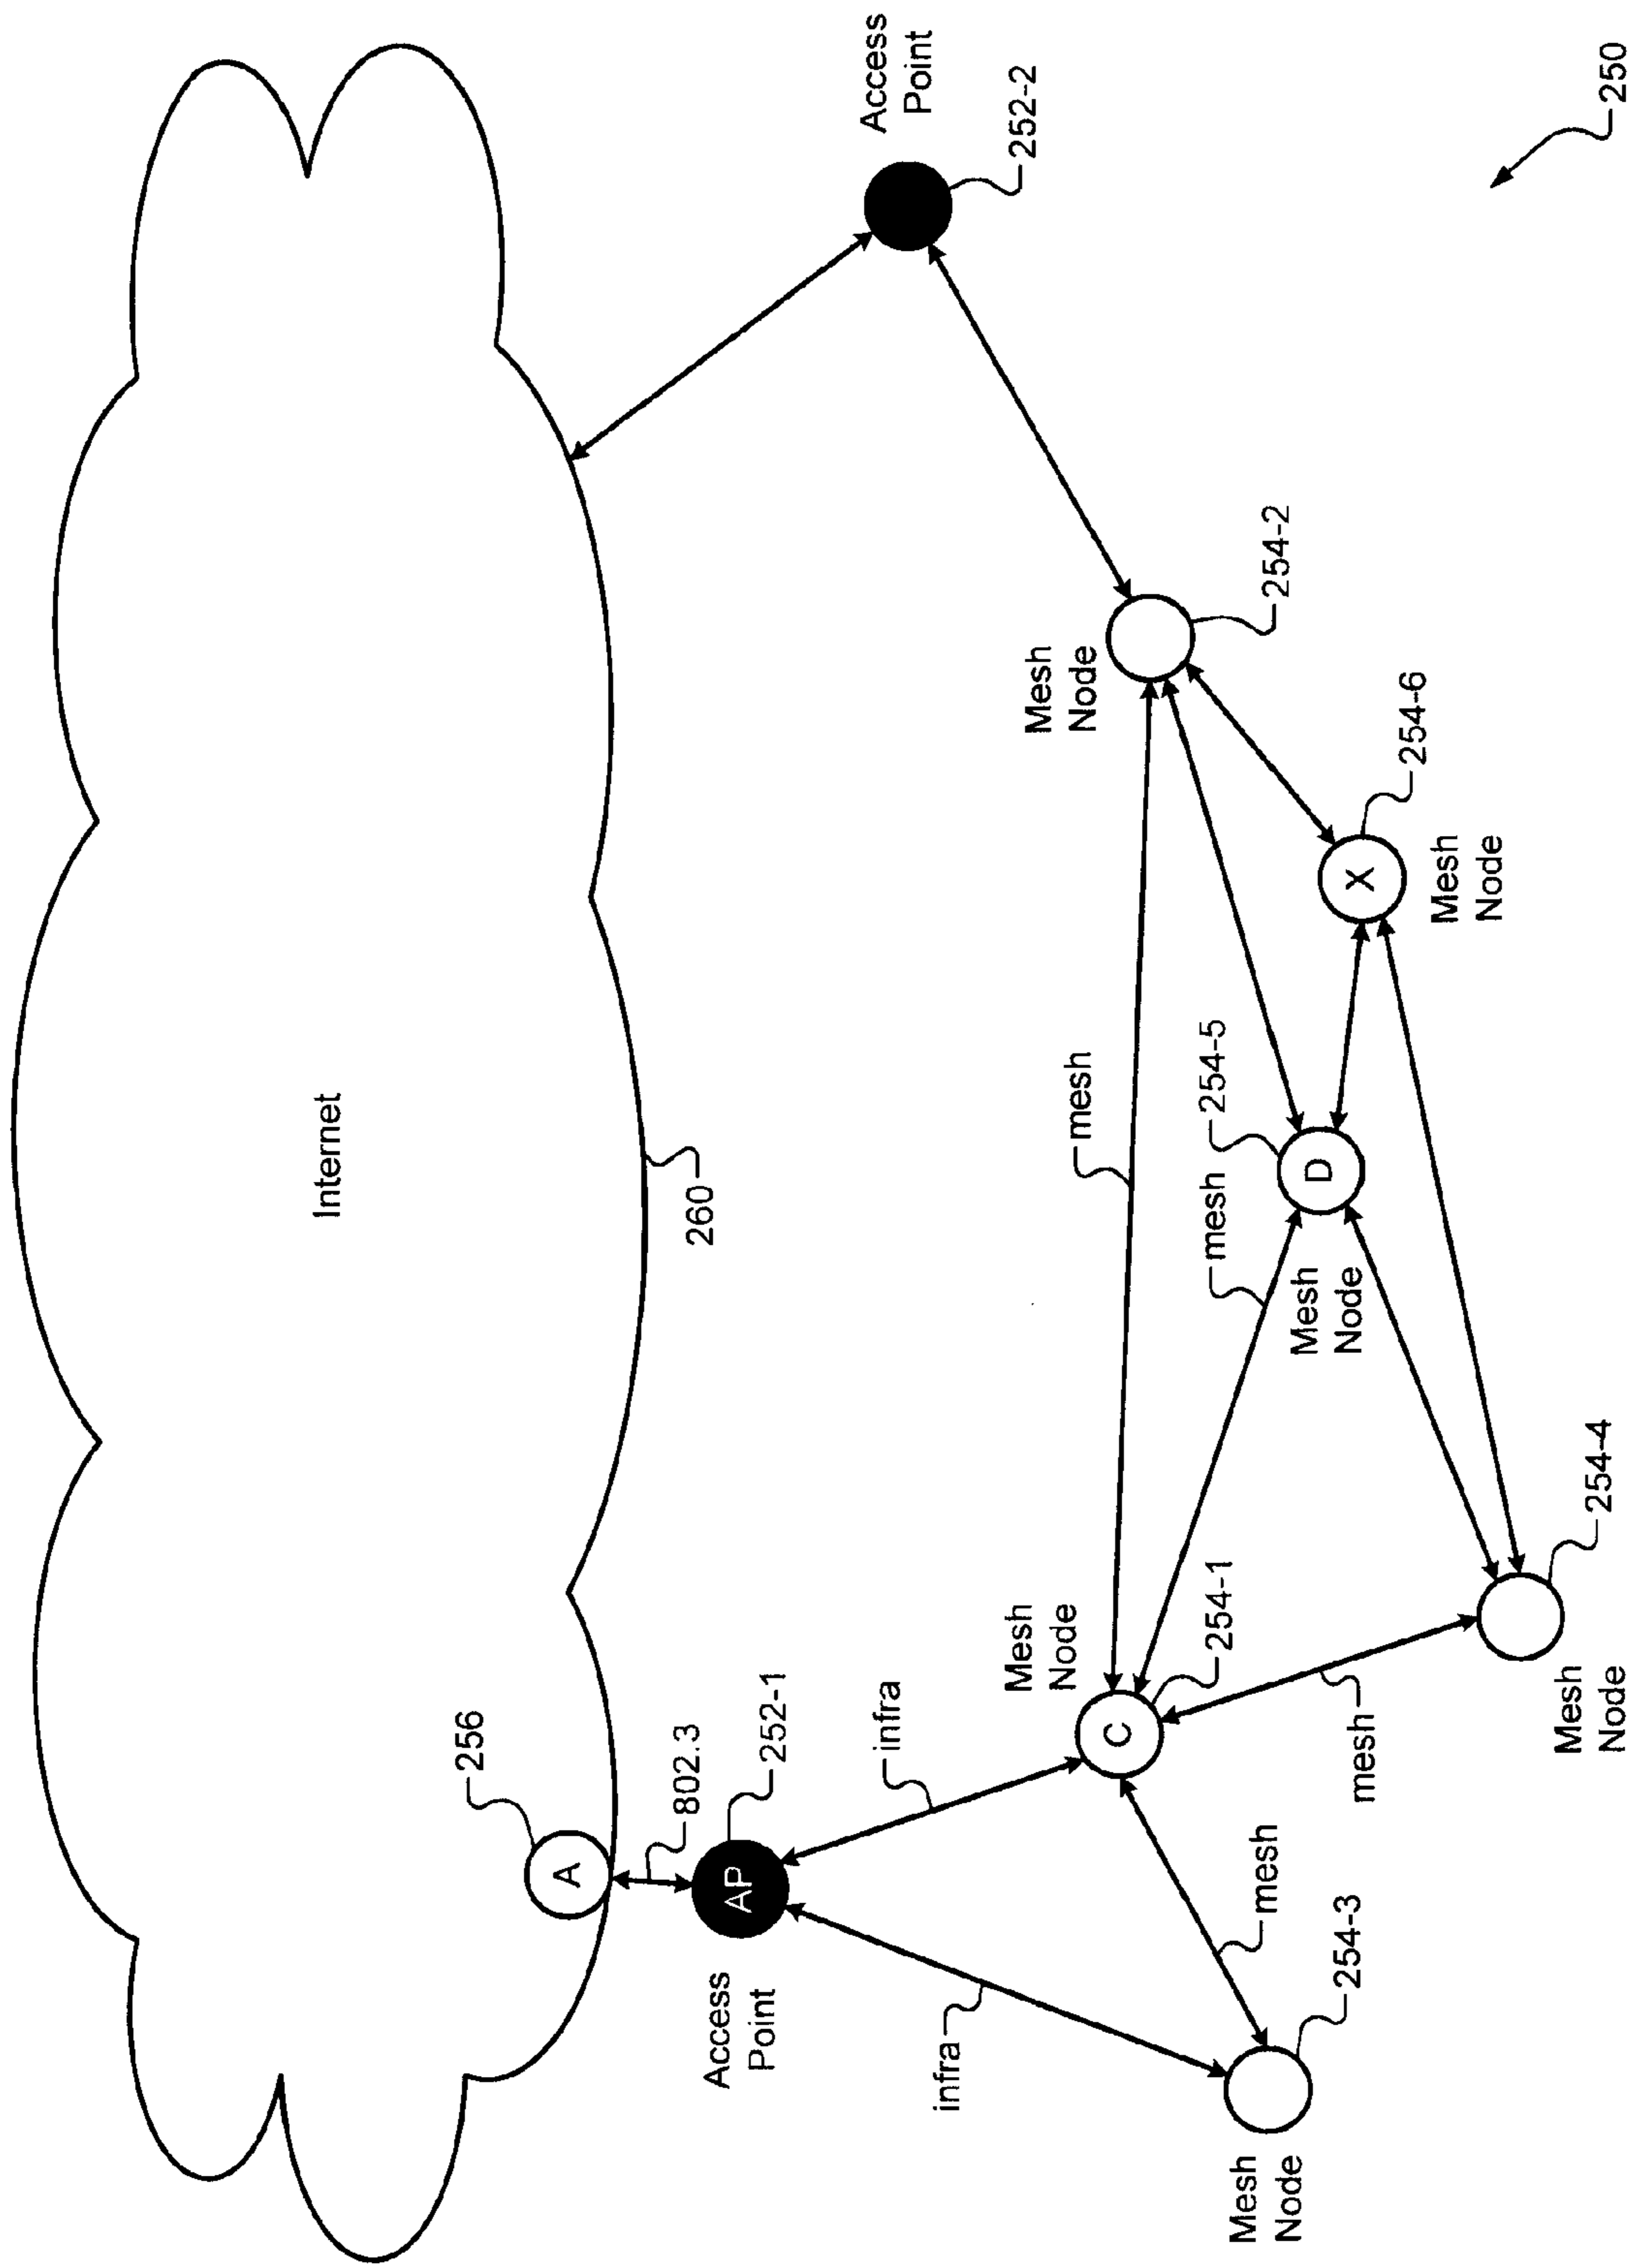 Internet
260
A
256
802.3
AP
252-1
Access
Point
Access
Point
252-2
infra
infra
Mesh
Node
C
254-1
Mesh
Node
254-2
mesh
mesh
254-5
D
Mesh
Node
X
254-6
Mesh
Node
mesh
mesh
Mesh
Node
254-3
Mesh
Node
254-4
250